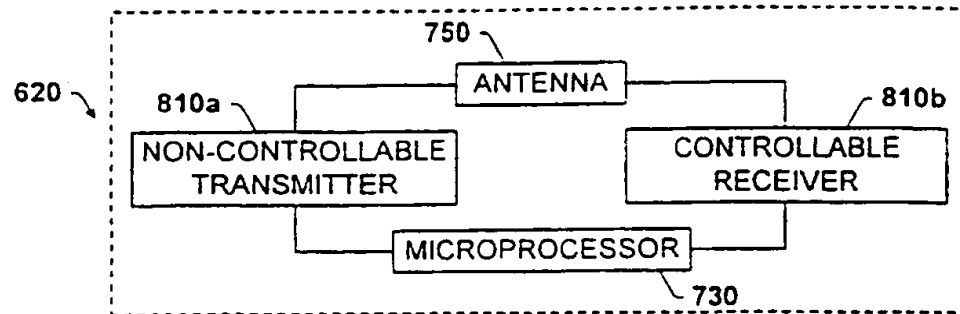 750
ANTENNA
620
810a
810b
NON-CONTROLLABLE
TRANSMITTER
CONTROLLABLE
RECEIVER
MICROPROCESSOR
730